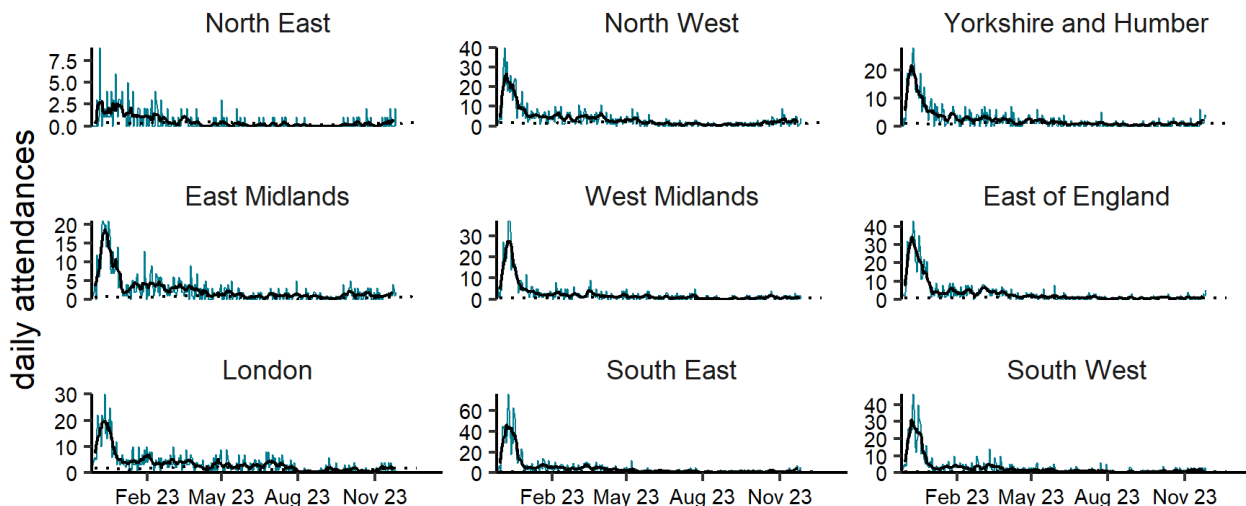 North East North West Yorkshire and Humber
7.5 40 20
5.0 30 10
2.5 20 0
0.0 10
0
daily attendances
East Midlands West Midlands East of England
20 30 40
15 20 30
10 10 20
5 0 10
0 0
London South East South West
30 60 40
20 40 30
10 20 20
0 0 10
0
Feb 23 May 23 Aug 23 Nov 23 Feb 23 May 23 Aug 23 Nov 23 Feb 23 May 23 Aug 23 Nov 23